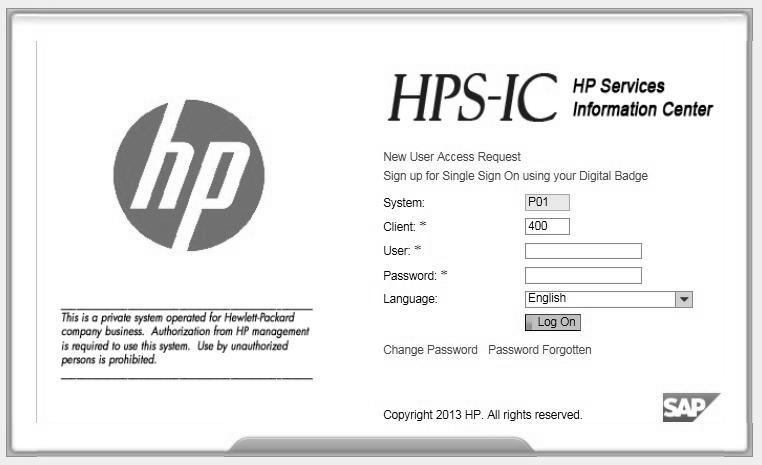 hp
This is a private system operated for Hewlett-Packard
company business. Authorization from HP management
is required to use this system. Use by unauthorized
persons is prohibited.
HPS-IC
HP Services
Information Center
New User Access Request
Sign up for Single Sign On using your Digital Badge
System: P01
Client: * 400
User: *
Password: *
Language: English
Log On
Change Password Password Forgotten
Copyright 2013 HP. All rights reserved.
SAP